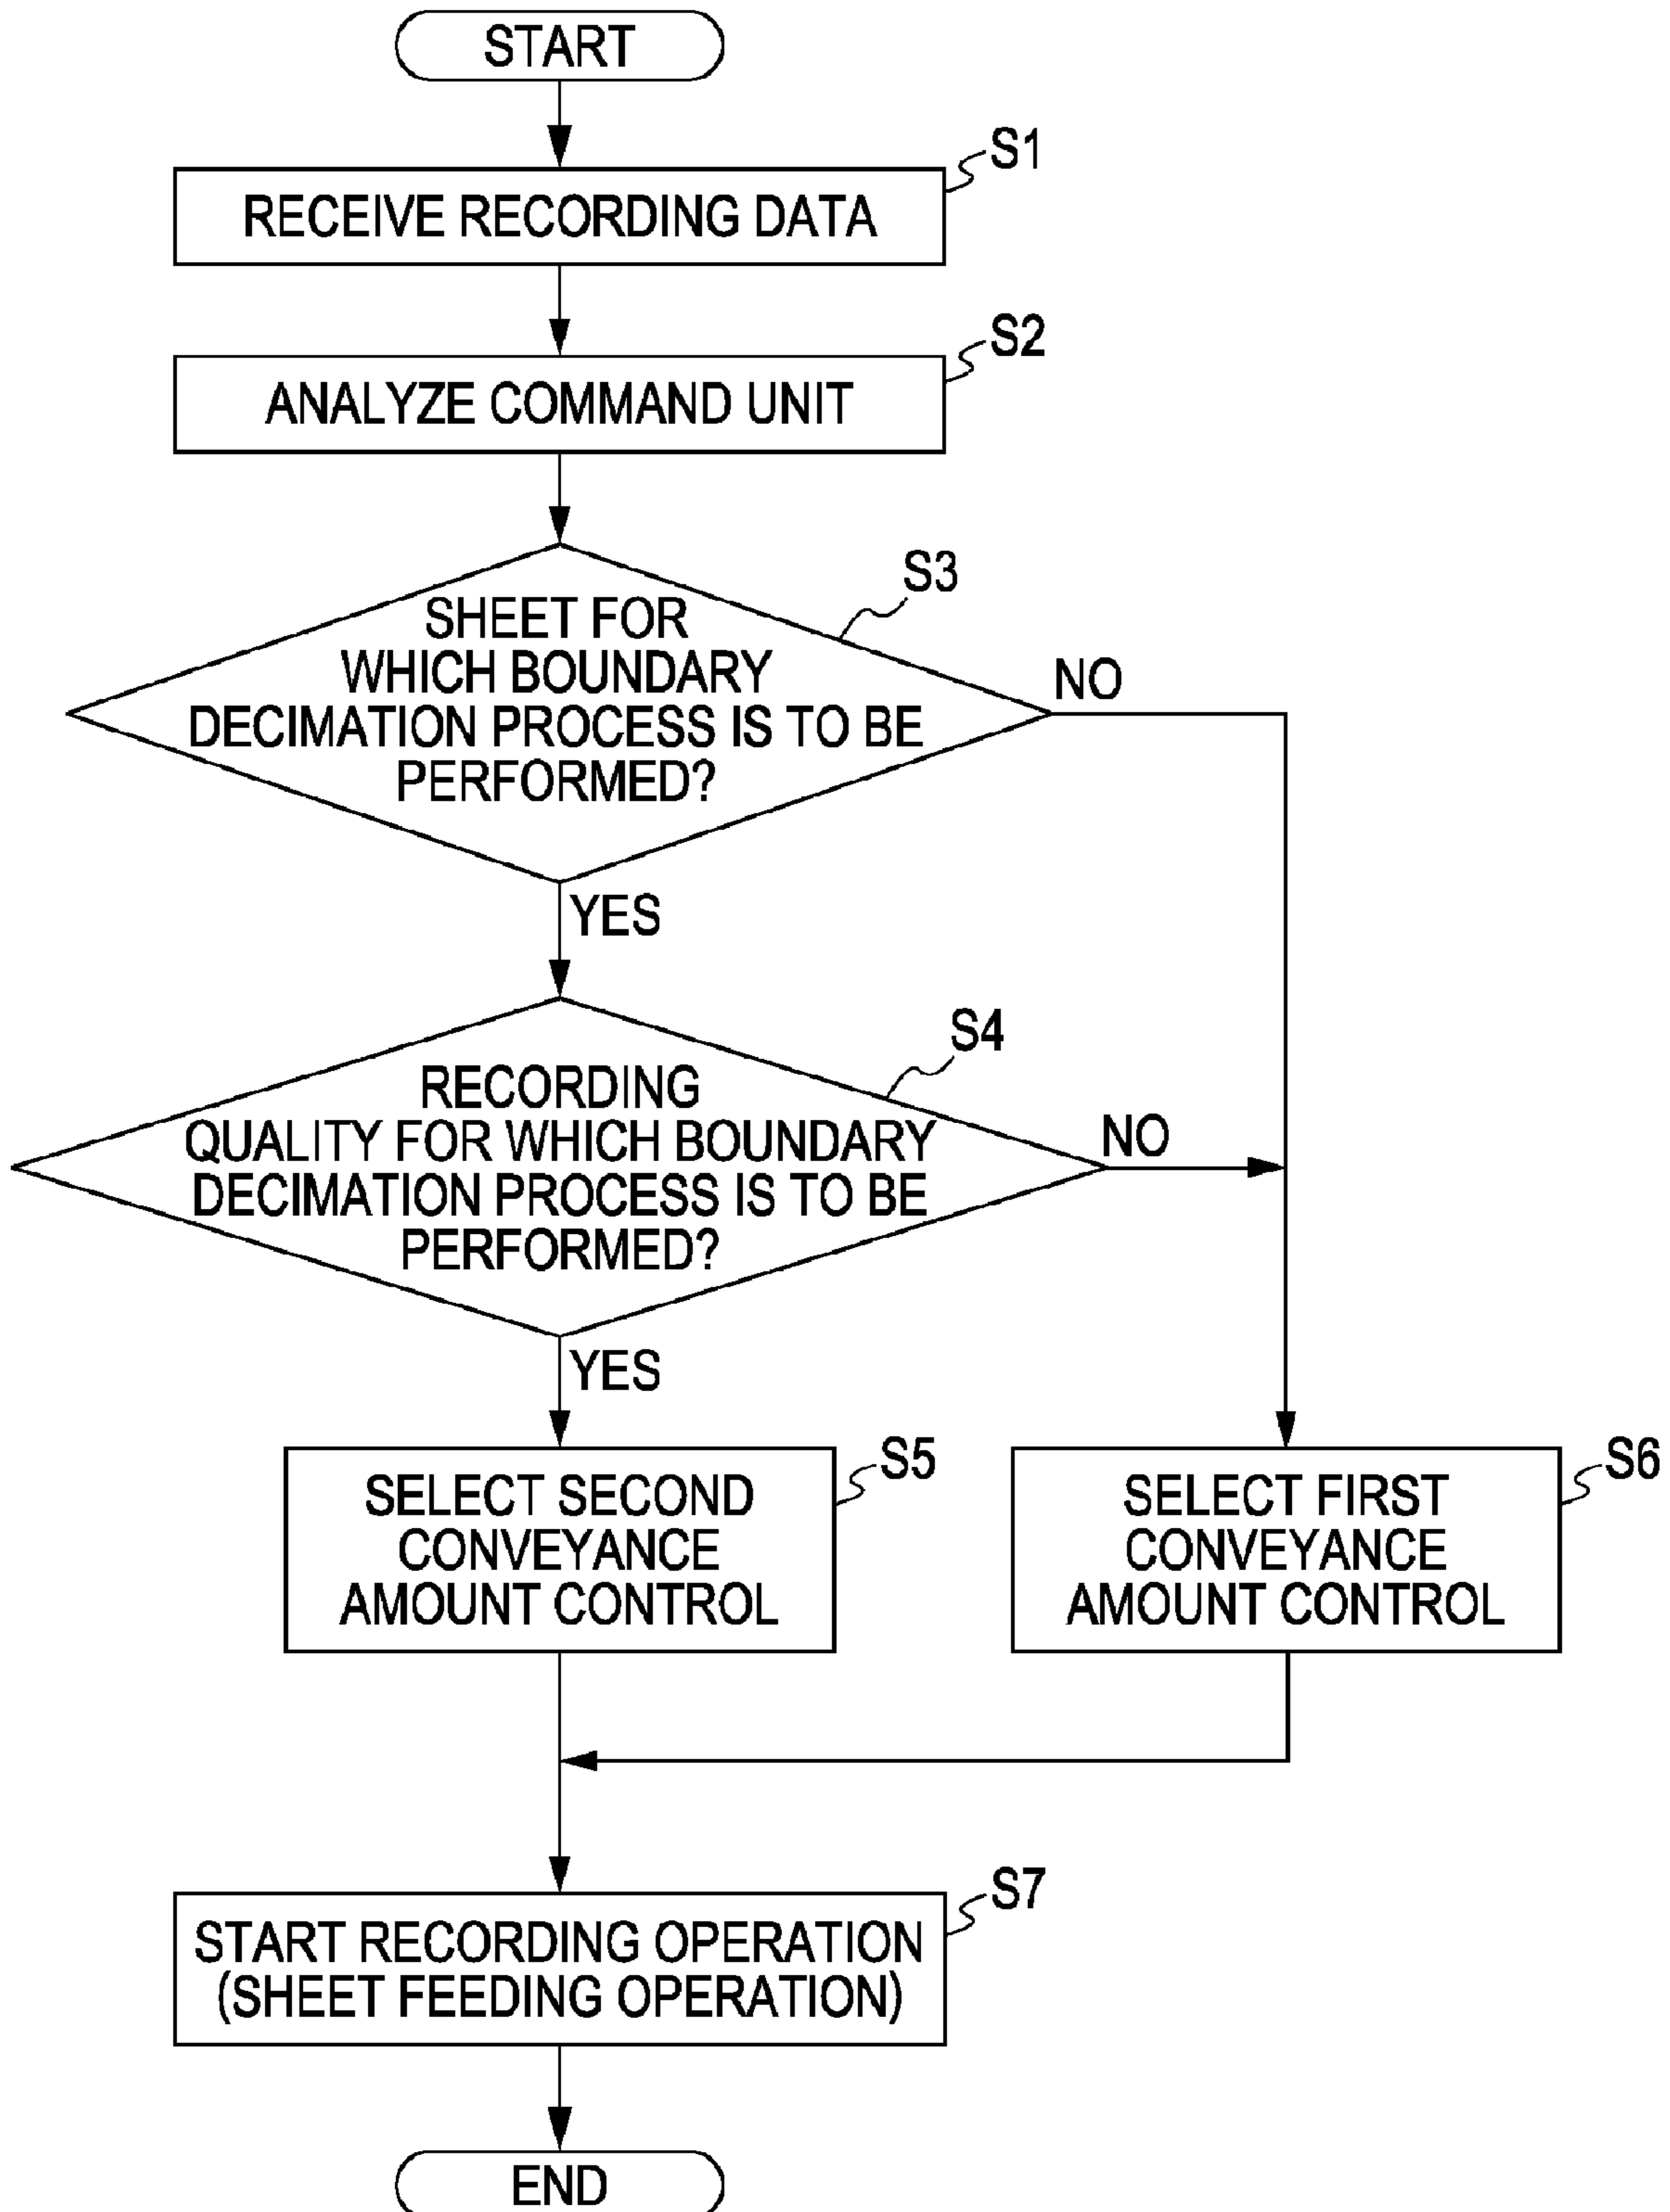 START
S1
RECEIVE RECORDING DATA
S2
ANALYZE COMMAND UNIT
S3
SHEET FOR
WHICH BOUNDARY
DECIMATION PROCESS IS TO BE
PERFORMED?
NO
YES
S4
RECORDING
QUALITY FOR WHICH BOUNDARY
DECIMATION PROCESS IS TO BE
PERFORMED?
NO
YES
S5
SELECT SECOND
CONVEYANCE
AMOUNT CONTROL
S6
SELECT FIRST
CONVEYANCE
AMOUNT CONTROL
S7
START RECORDING OPERATION
(SHEET FEEDING OPERATION)
END